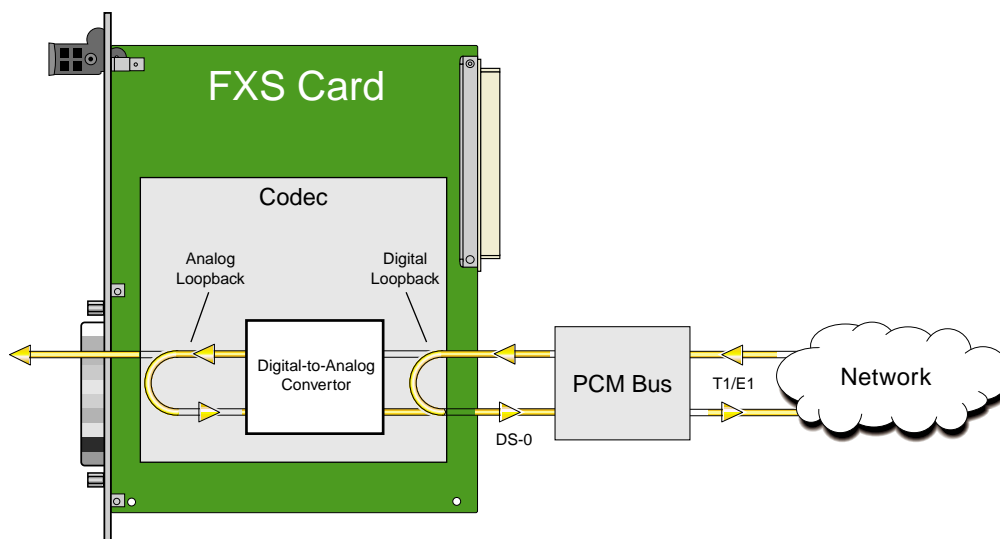 FXS Card
Codec
Analog
Loopback
Digital
Loopback
Digital-to-Analog
Convertor
PCM Bus
T1/E1
Network
DS-0